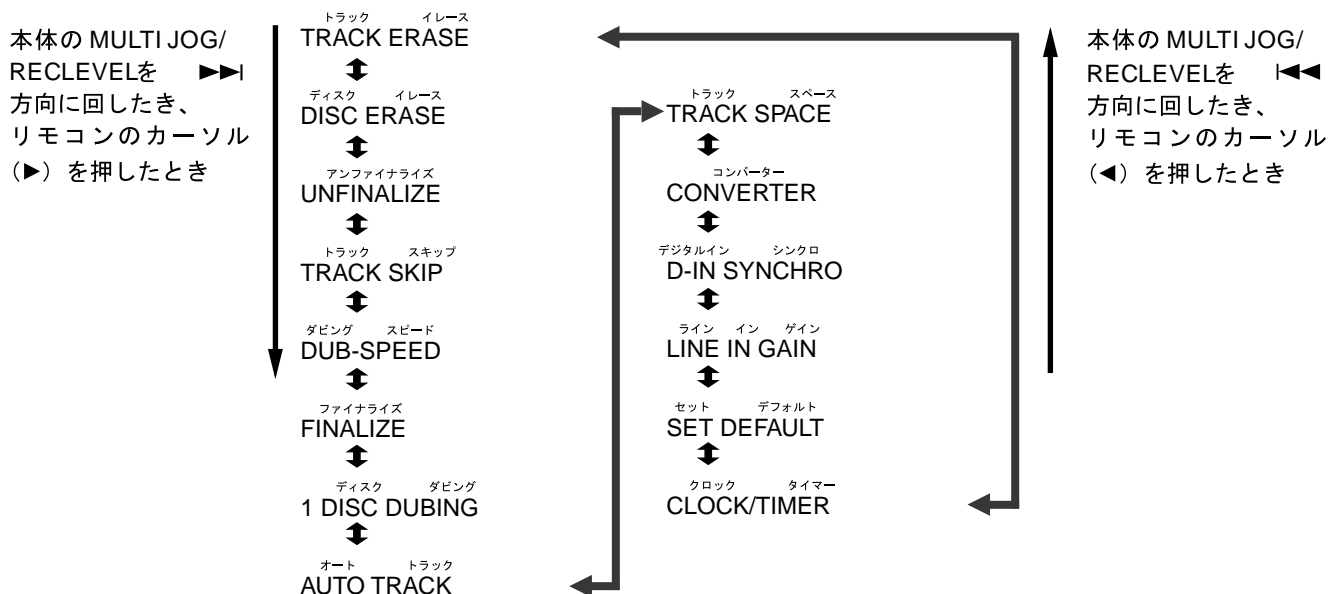 本体の MULTI JOG/
RECLEVELを ►►I
方向に回したき、
リモコンのカーソル
（►）を押したとき
トラック イレース
TRACK ERASE
ディスク イレース
DISC ERASE
アンファイナライズ
UNFINALIZE
トラック スキップ
TRACK SKIP
ダビング スピード
DUB-SPEED
ファイナライズ
FINALIZE
ディスク ダビング
1 DISC DUBING
オート トラック
AUTO TRACK
トラック スペース
TRACK SPACE
コンバーター
CONVERTER
デジタルイン シンクロ
D-IN SYNCHRO
ライン イン ゲイン
LINE IN GAIN
セット デフォルト
SET DEFAULT
クロック タイマー
CLOCK/TIMER
本体の MULTI JOG/
RECLEVELを I◄◄
方向に回したき、
リモコンのカーソル
（◄）を押したとき